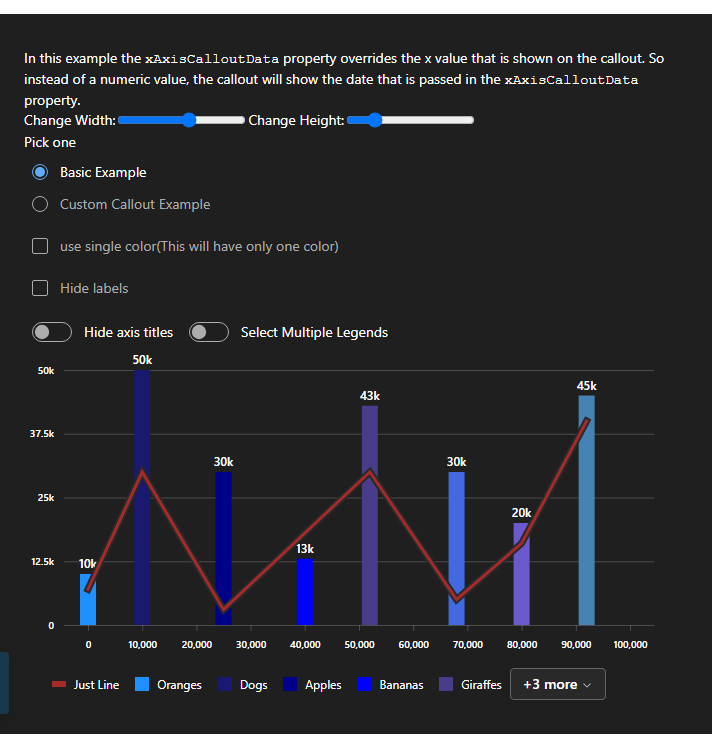 In this example the xAxisCalloutData property overrides the x value that is shown on the callout. So
instead of a numeric value, the callout will show the date that is passed in the xAxisCalloutData
property.
Change Width: Change Height:
Pick one
Basic Example
Custom Callout Example
use single color(This will have only one color)
Hide labels
Hide axis titles Select Multiple Legends
50k
50k
45k
43k
37.5k
30k 30k
25k
20k
13k
12.5k 10k
0
0 10,000 20,000 30,000 40,000 50,000 60,000 70,000 80,000 90,000 100,000
Just Line Oranges Dogs Apples Bananas Giraffes +3 more